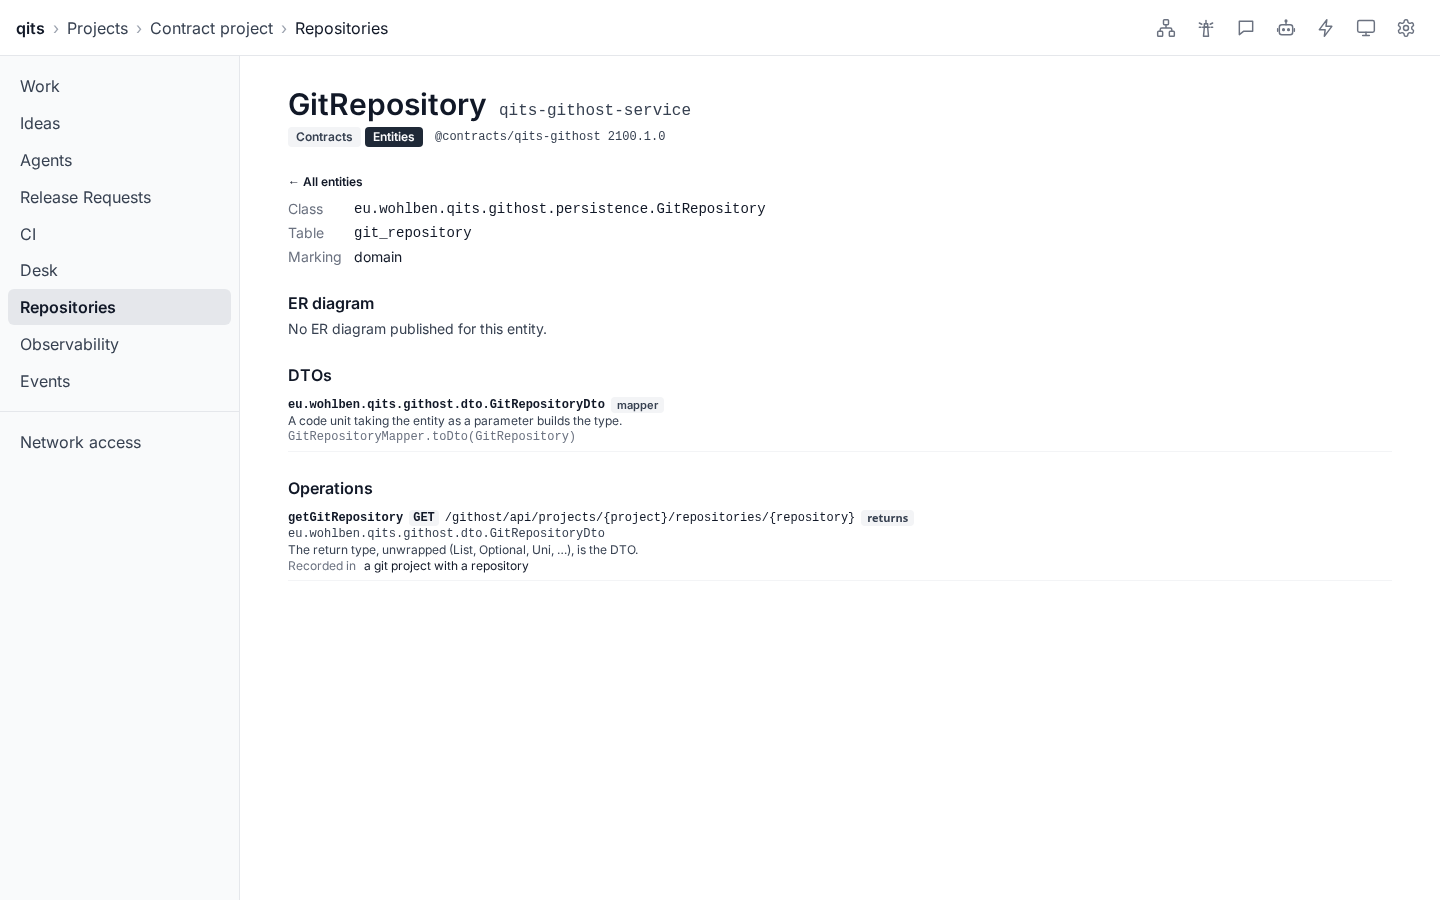 qits › Projects › Contract project › Repositories
Work
Ideas
Agents
Release Requests
CI
Desk
Repositories
Observability
Events
Network access
GitRepository qits-githost-service
Contracts Entities @contracts/qits-githost 2100.1.0
← All entities
Class eu.wohlben.qits.githost.persistence.GitRepository
Table git_repository
Marking domain
ER diagram
No ER diagram published for this entity.
DTOs
eu.wohlben.qits.githost.dto.GitRepositoryDto mapper
A code unit taking the entity as a parameter builds the type.
GitRepositoryMapper.toDto(GitRepository)
Operations
getGitRepository GET /githost/api/projects/{project}/repositories/{repository} returns
eu.wohlben.qits.githost.dto.GitRepositoryDto
The return type, unwrapped (List, Optional, Uni, …), is the DTO.
Recorded in a git project with a repository